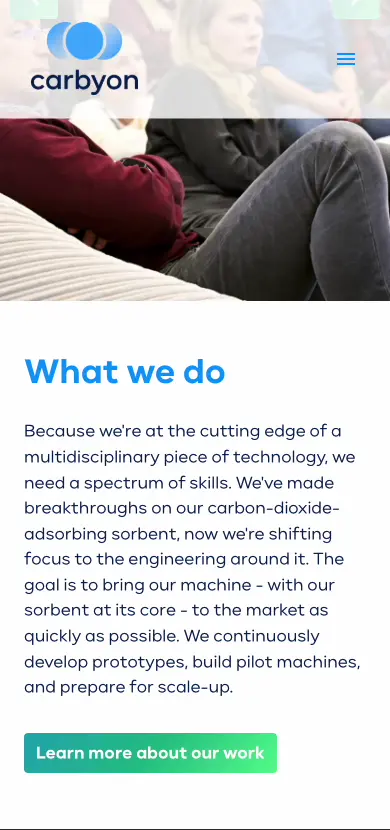 carbyon
What we do
Because we're at the cutting edge of a
multidisciplinary piece of technology, we
need a spectrum of skills. We've made
breakthroughs on our carbon-dioxide-
adsorbing sorbent, now we're shifting
focus to the engineering around it. The
goal is to bring our machine - with our
sorbent at its core - to the market as
quickly as possible. We continuously
develop prototypes, build pilot machines,
and prepare for scale-up.
Learn more about our work